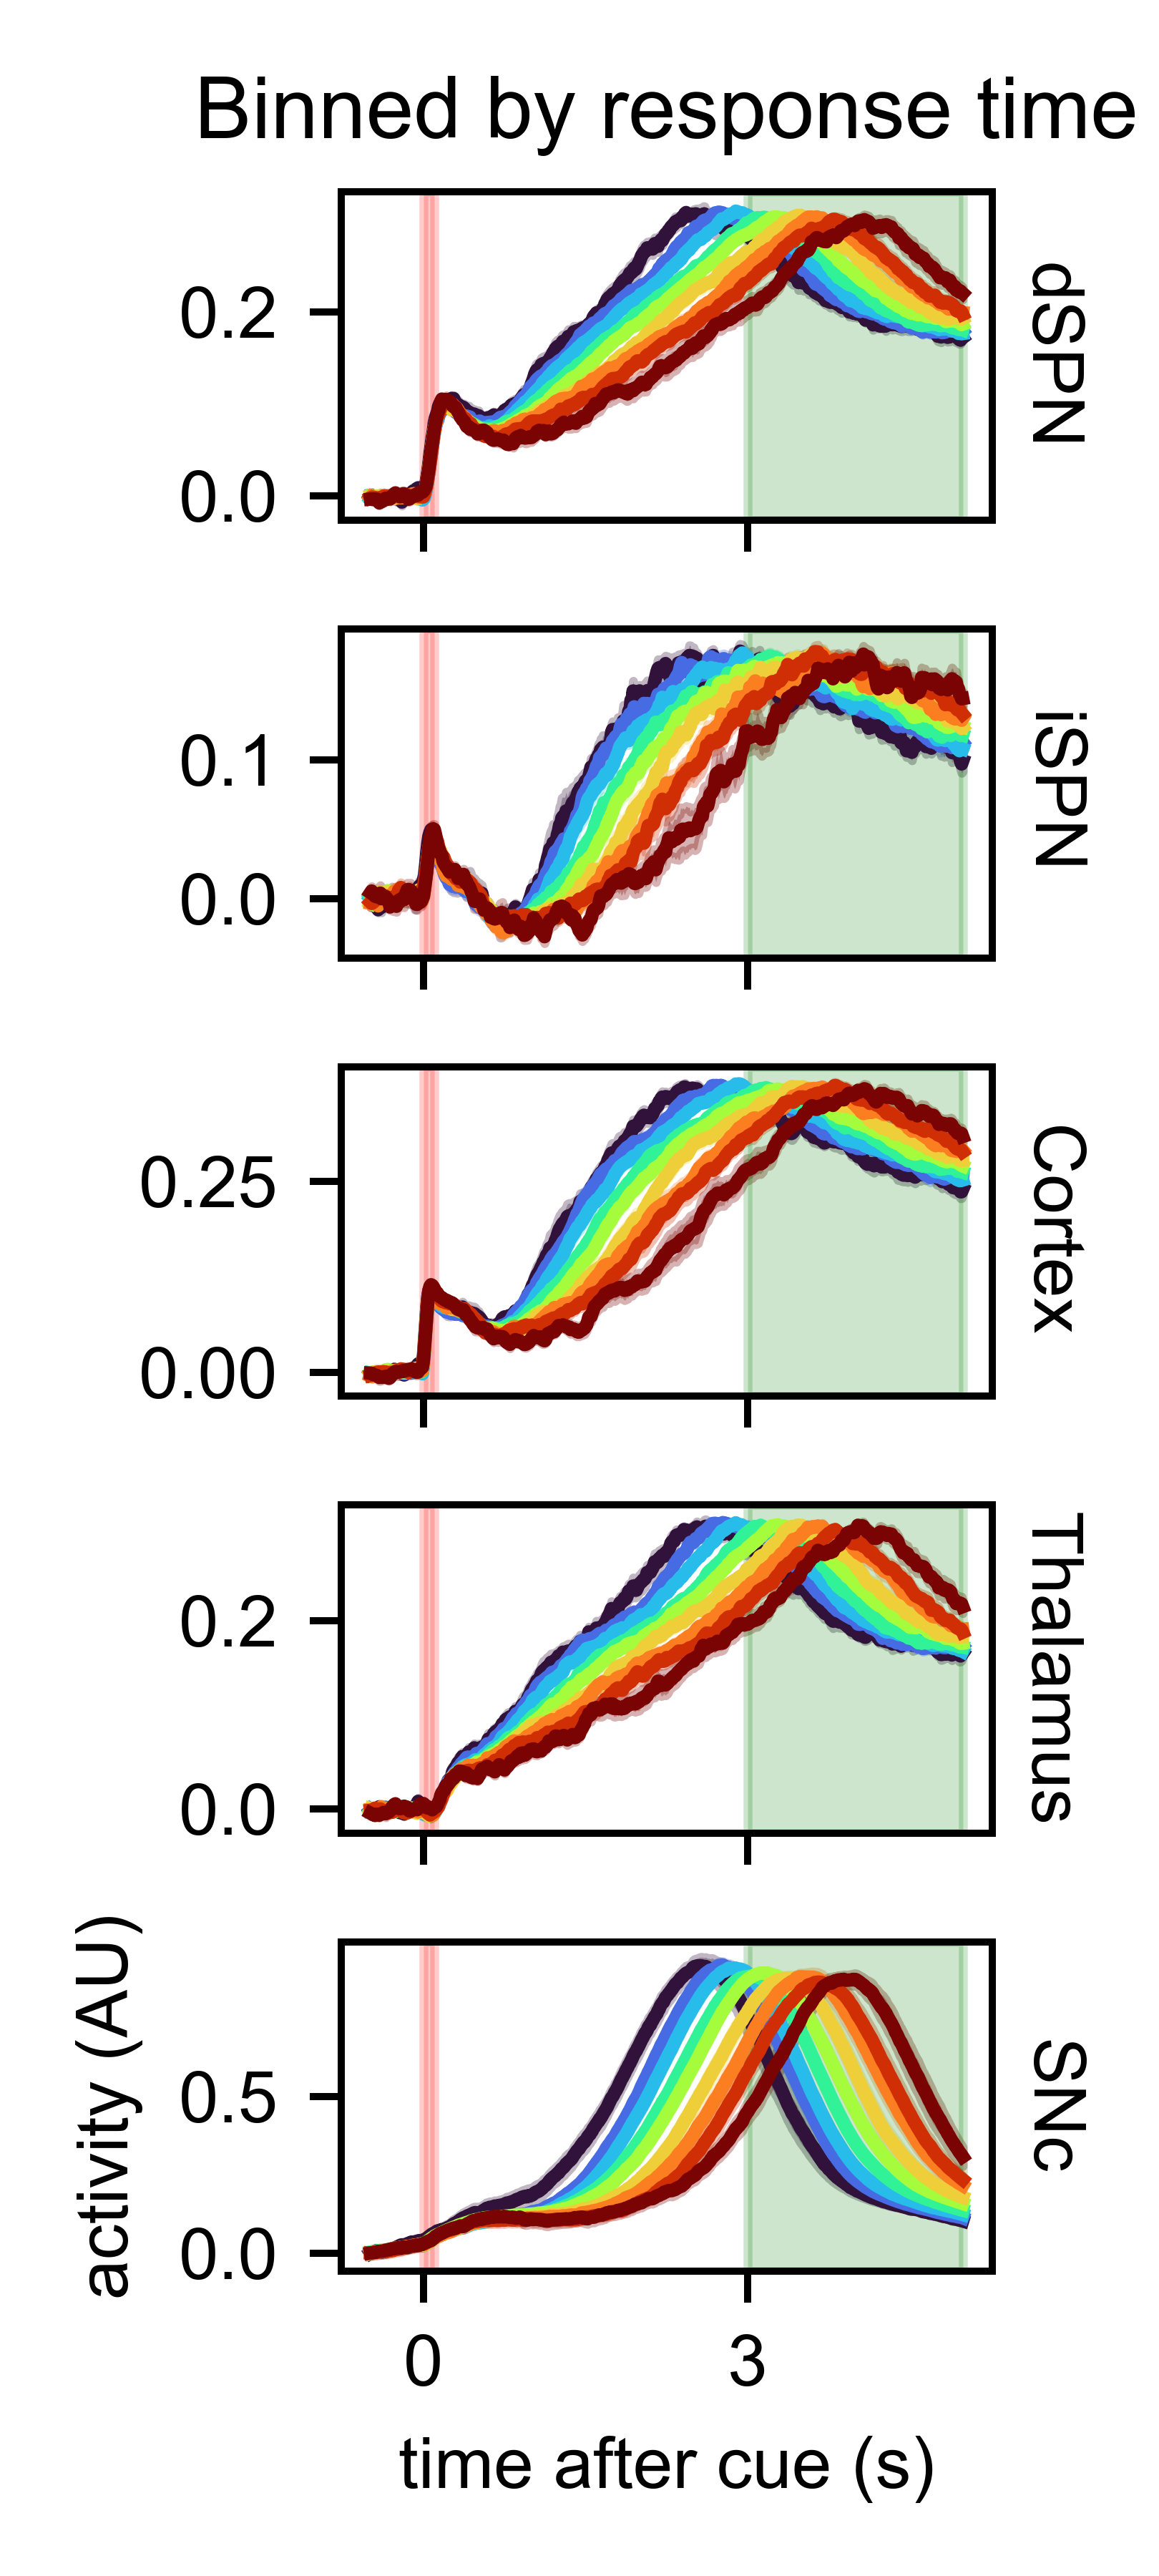 Binned by response time
0.2
0.0
dSPN
0.1
0.0
iSPN
0.25
0.00
Cortex
0.2
0.0
Thalamus
0.5
0.0
SNc
activity (AU)
0 3
time after cue (s)